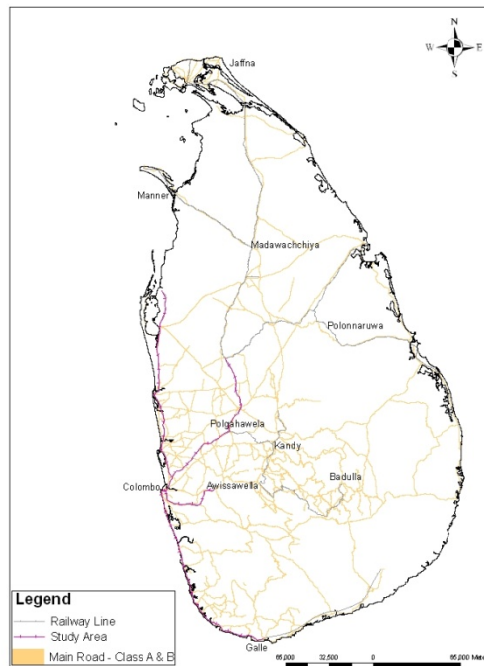 N
W E
S
Jaffna
Manner
Madawachchiya
Polonnaruwa
Polgahawela
Kandy
Badulla
Colombo
Awissawella
Galle
Legend
Railway Line
Study Area
Main Road - Class A & B
65,000 32,500 0 65,000 Mete